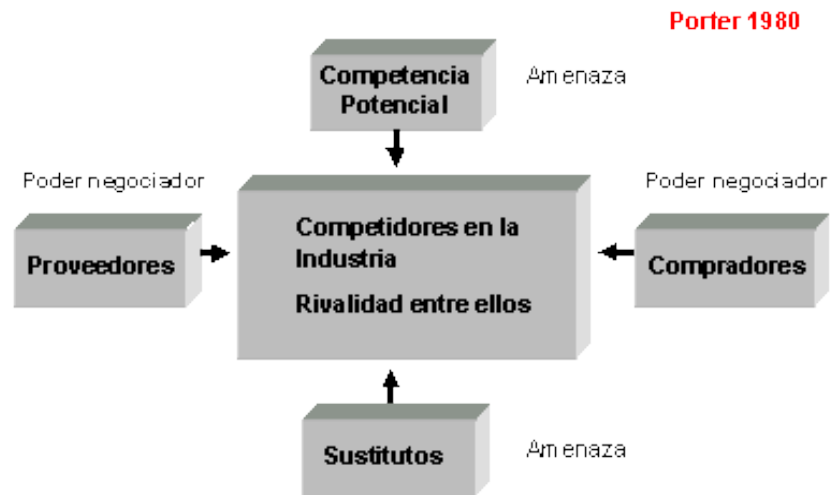 Porter 1980
Competencia
Potencial
Amenaza
Poder negociador
Poder negociador
Proveedores
Competidores en la
Industria
Rivalidad entre ellos
Compradores
Sustitutos
Amenaza